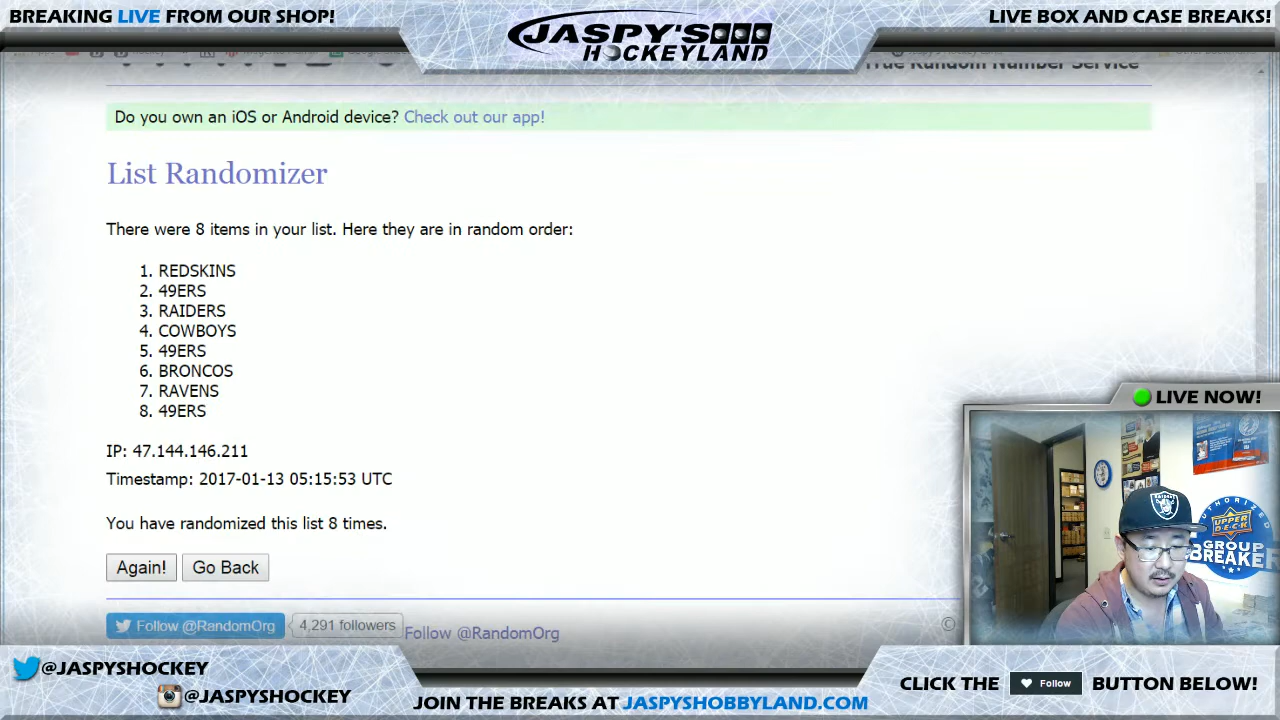 BREAKING LIVE FROM OUR SHOP!
JASPY'S
HOCKEYLAND
LIVE BOX AND CASE BREAKS!
True Random Number Service
Do you own an iOS or Android device? Check out our app!
List Randomizer
There were 8 items in your list. Here they are in random order:
1. REDSKINS
2. 49ERS
3. RAIDERS
4. COWBOYS
5. 49ERS
6. BRONCOS
7. RAVENS
8. 49ERS
IP: 47.144.146.211
Timestamp: 2017-01-13 05:15:53 UTC
You have randomized this list 8 times.
Again! Go Back
Follow @RandomOrg 4,291 followers Follow @RandomOrg
©
LIVE NOW!
RAIDERS
AUTHORIZED
UPPER DECK
GROUP
BREAKER
@JASPYSHOCKEY
@JASPYSHOCKEY
JOIN THE BREAKS AT JASPYSHOBBYLAND.COM
CLICK THE Follow BUTTON BELOW!